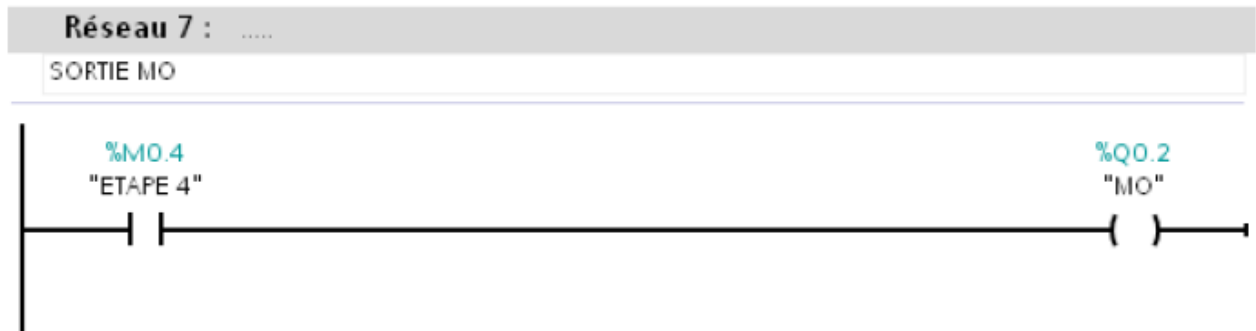 Réseau 7 : .....
SORTIE MO
%M0.4
"ETAPE 4"
%Q0.2
"MO"